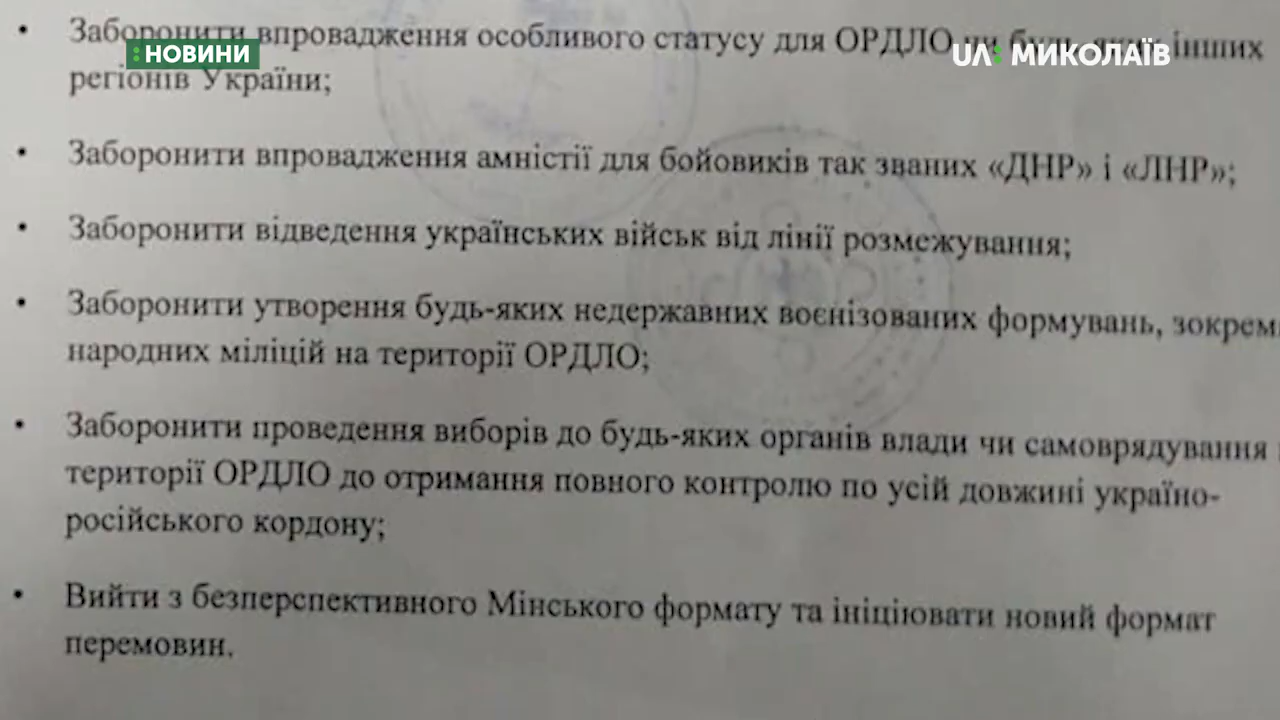 Заборонити впровадження особливого статусу для ОРДЛО інших
: НОВИНИ
UA: МИКОЛАЇВ
регіонів України;
Заборонити впровадження амністії для бойовиків так званих «ДНР» і «ЛНР»;
Заборонити відведення українських військ від лінії розмежування;
Заборонити утворення будь-яких недержавних воєнізованих формувань,
народних міліцій на території ОРДЛО;
Заборонити проведення виборів до будь-яких органів влади чи самоврядування
території ОРДЛО до отримання повного контролю по усій довжині україно-
російського кордону;
Вийти з безперспективного Мінського формату та ініціювати новий формат
перемовин.